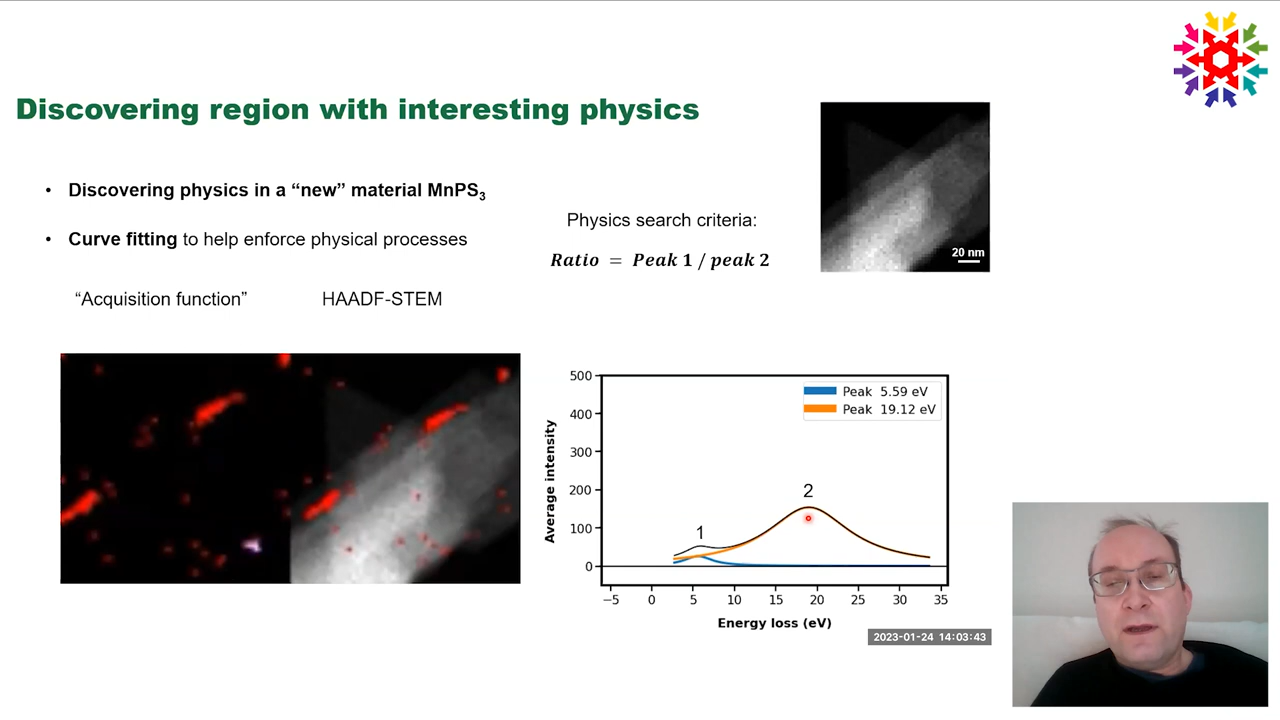 Discovering region with interesting physics
• Discovering physics in a “new” material MnPS3
• Curve fitting to help enforce physical processes
Physics search criteria:
Ratio = Peak 1 / peak 2
20 nm
“Acquisition function”
HAADF-STEM
500
400
300
200
100
0
Average intensity
Peak 5.59 eV
Peak 19.12 eV
1
2
−5 0 5 10 15 20 25 30 35
Energy loss (eV)
2023-01-24 14:03:43